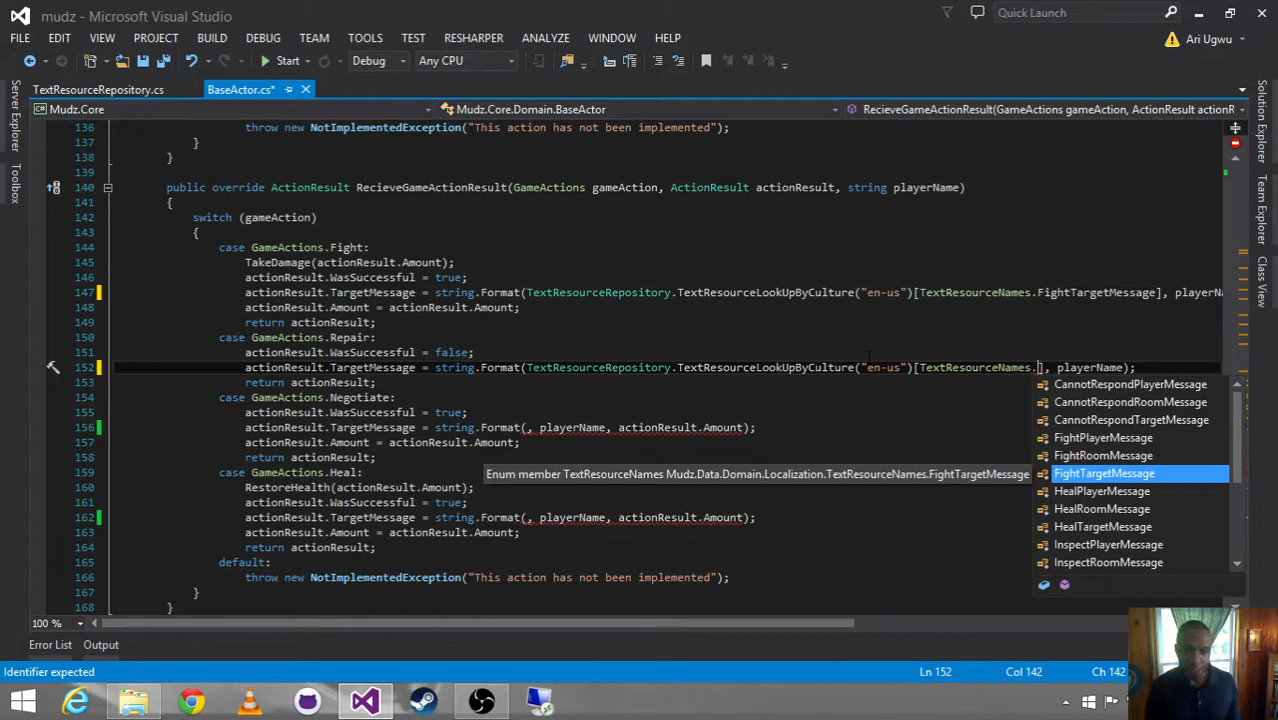 mudz - Microsoft Visual Studio
Quick Launch
FILE EDIT VIEW PROJECT BUILD DEBUG TEAM TOOLS TEST RESHARPER ANALYZE WINDOW HELP
Ari Ugwu
Start Debug Any CPU
TextResourceRepository.cs BaseActor.cs*
Mudz.Core Mudz.Core.Domain.BaseActor RecieveGameActionResult(GameActions gameAction, ActionResult actionR
Server Explorer
Toolbox
Solution Explorer
Team Explorer
Class View
136 throw new NotImplementedException("This action has not been implemented");
137 }
138 }
139
140 public override ActionResult RecieveGameActionResult(GameActions gameAction, ActionResult actionResult, string playerName)
141 {
142 switch (gameAction)
143 {
144 case GameActions.Fight:
145 TakeDamage(actionResult.Amount);
146 actionResult.WasSuccessful = true;
147 actionResult.TargetMessage = string.Format(TextResourceRepository.TextResourceLookUpByCulture("en-us")[TextResourceNames.FightTargetMessage], playerNa
148 actionResult.Amount = actionResult.Amount;
149 return actionResult;
150 case GameActions.Repair:
151 actionResult.WasSuccessful = false;
152 actionResult.TargetMessage = string.Format(TextResourceRepository.TextResourceLookUpByCulture("en-us")[TextResourceNames.], playerName);
153 return actionResult;
154 case GameActions.Negotiate:
155 actionResult.WasSuccessful = true;
156 actionResult.TargetMessage = string.Format(, playerName, actionResult.Amount);
157 actionResult.Amount = actionResult.Amount;
158 return actionResult;
159 case GameActions.Heal:
160 RestoreHealth(actionResult.Amount);
161 actionResult.WasSuccessful = true;
162 actionResult.TargetMessage = string.Format(, playerName, actionResult.Amount);
163 actionResult.Amount = actionResult.Amount;
164 return actionResult;
165 default:
166 throw new NotImplementedException("This action has not been implemented");
167 }
168 }
CannotRespondPlayerMessage
CannotRespondRoomMessage
CannotRespondTargetMessage
FightPlayerMessage
FightRoomMessage
FightTargetMessage
HealPlayerMessage
HealRoomMessage
HealTargetMessage
InspectPlayerMessage
InspectRoomMessage
Enum member TextResourceNames Mudz.Data.Domain.Localization.TextResourceNames.FightTargetMessage
100 %
Error List Output
Identifier expected Ln 152 Col 142 Ch 142